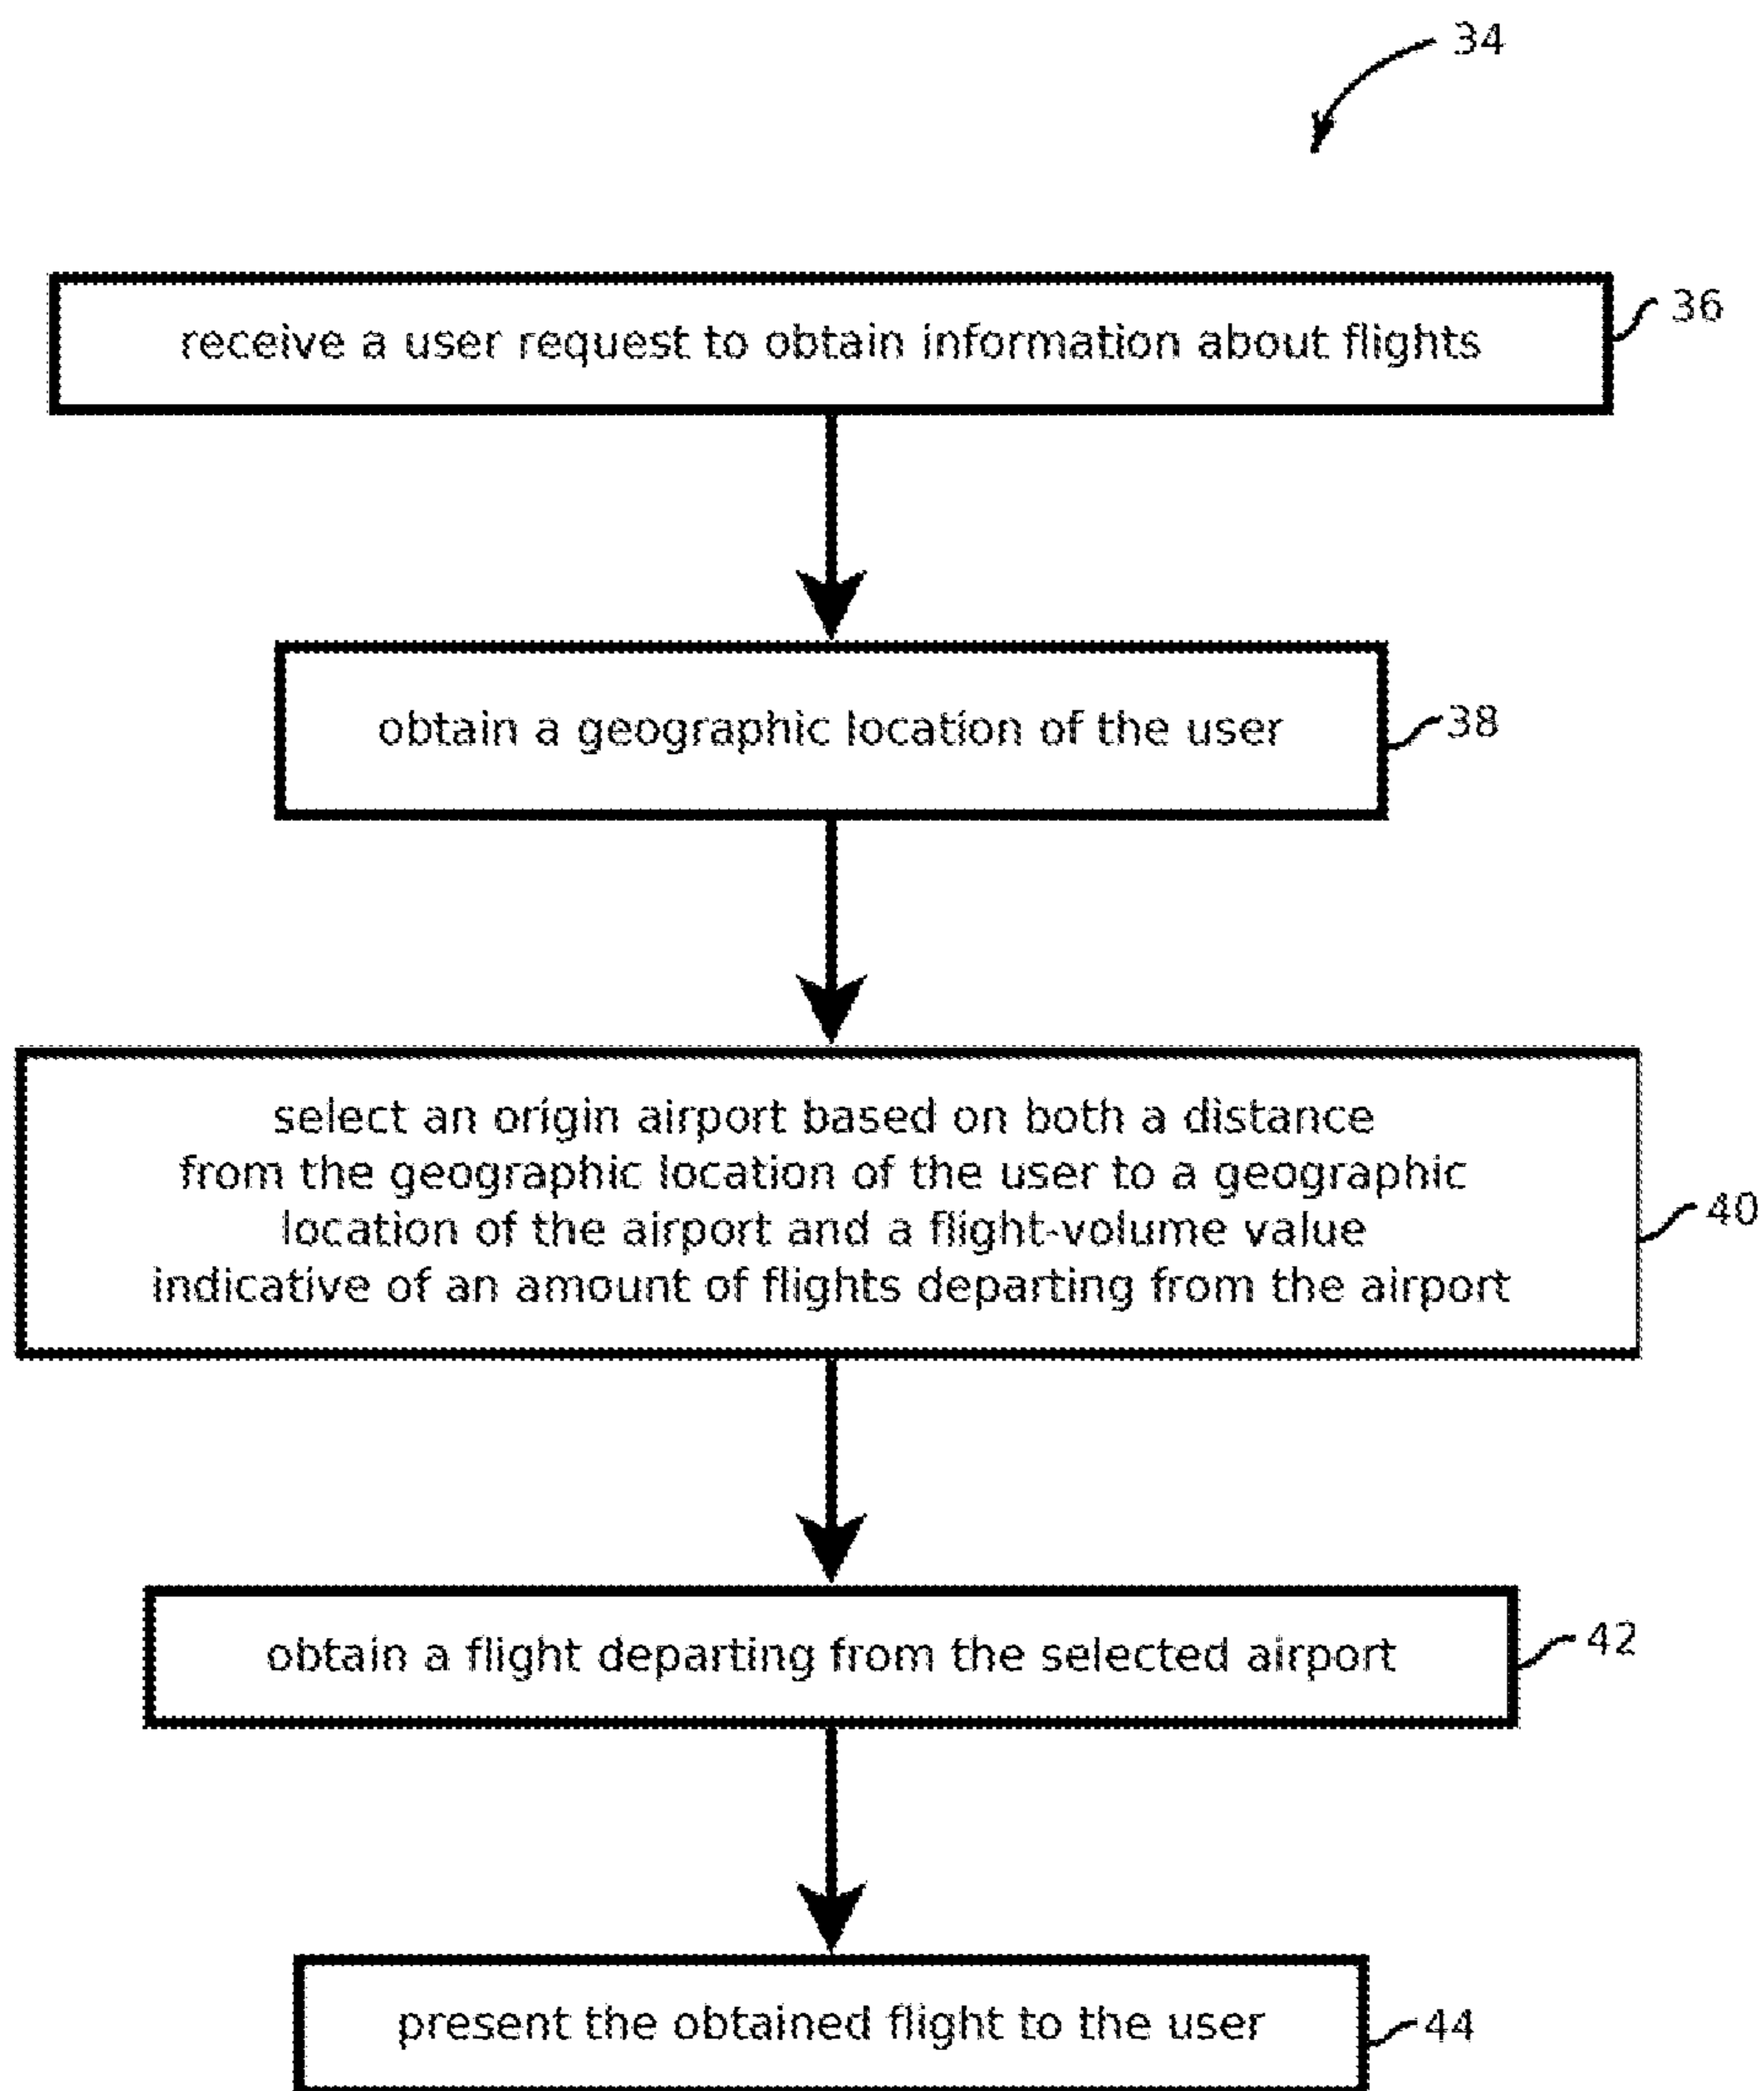 34
receive a user request to obtain information about flights
36
obtain a geographic location of the user
38
select an origin airport based on both a distance
from the geographic location of the user to a geographic
location of the airport and a flight-volume value
indicative of an amount of flights departing from the airport
40
obtain a flight departing from the selected airport
42
present the obtained flight to the user
44